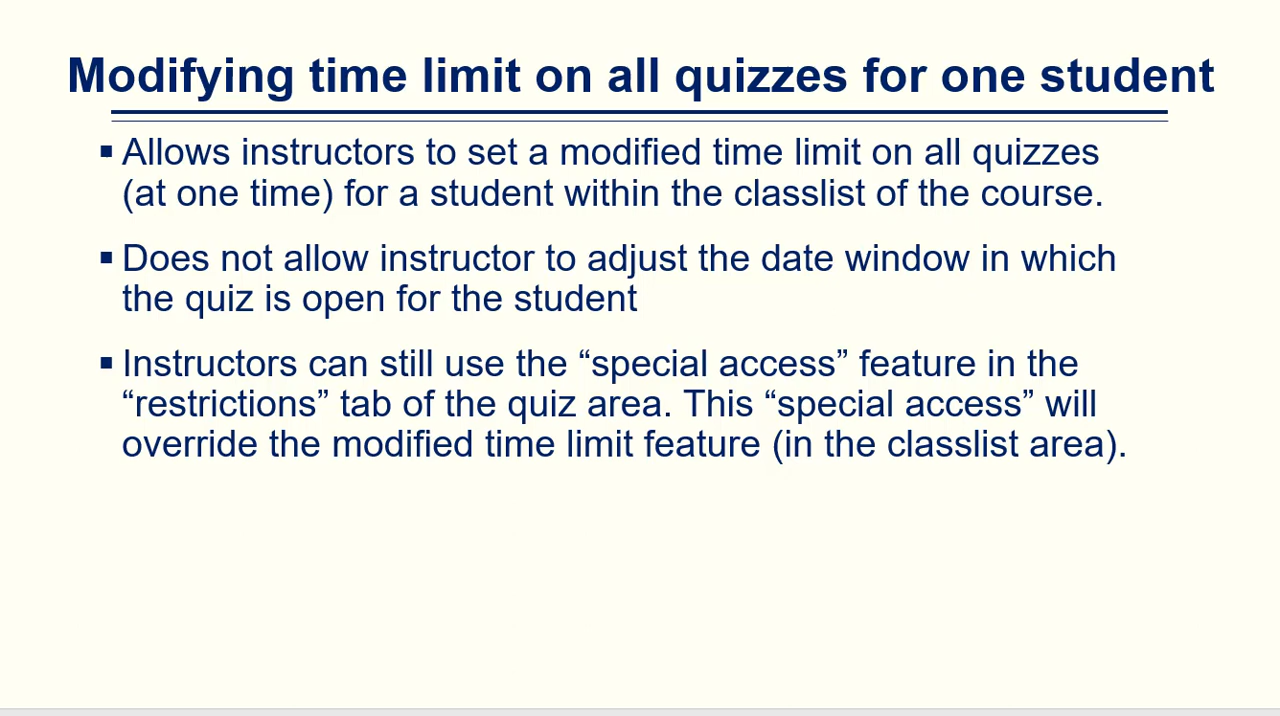 Modifying time limit on all quizzes for one student
▪ Allows instructors to set a modified time limit on all quizzes
(at one time) for a student within the classlist of the course.
▪ Does not allow instructor to adjust the date window in which
the quiz is open for the student
▪ Instructors can still use the “special access” feature in the
“restrictions” tab of the quiz area. This “special access” will
override the modified time limit feature (in the classlist area).